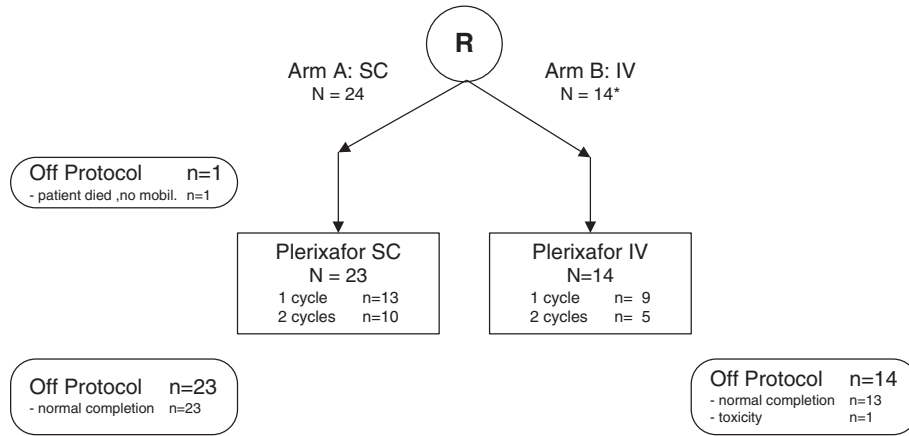 R
Arm A: SC
N = 24
Arm B: IV
N = 14*
Off Protocol n=1
- patient died ,no mobil. n=1
Plerixafor SC
N = 23
1 cycle n=13
2 cycles n=10
Plerixafor IV
N=14
1 cycle n= 9
2 cycles n= 5
Off Protocol n=23
- normal completion n=23
Off Protocol n=14
- normal completion n=13
- toxicity n=1